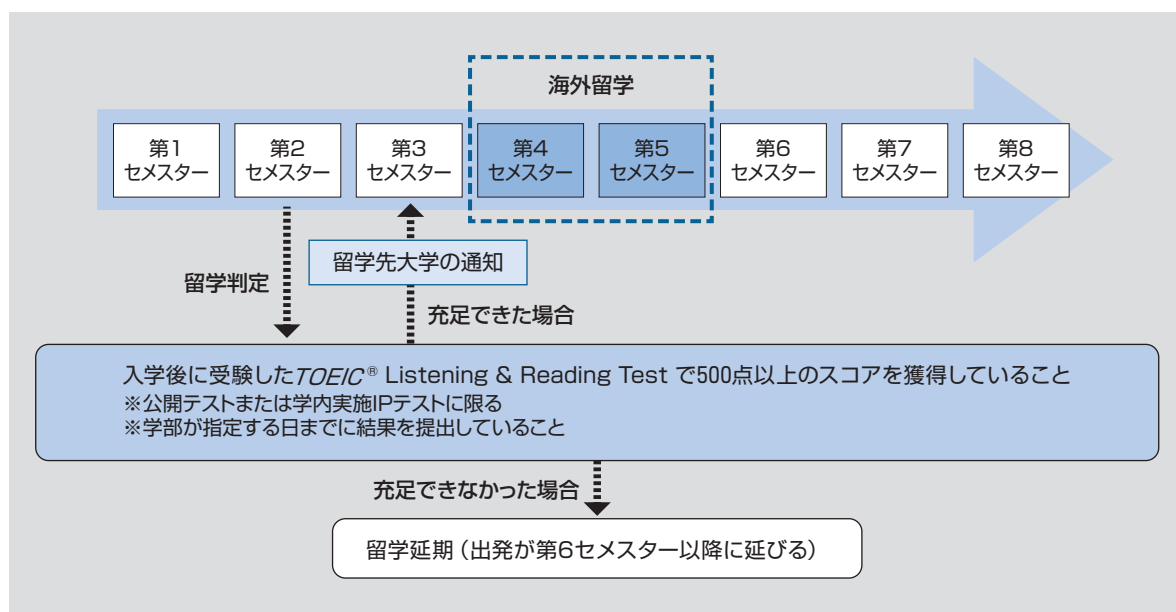 海外留学
第1
セメスター
第2
セメスター
第3
セメスター
第4
セメスター
第5
セメスター
第6
セメスター
第7
セメスター
第8
セメスター
留学先大学の通知
留学判定
充足できた場合
入学後に受験したTOEIC® Listening & Reading Test で500点以上のスコアを獲得していること
※公開テストまたは学内実施IPテストに限る
※学部が指定する日までに結果を提出していること
充足できなかった場合
留学延期（出発が第6セメスター以降に延びる）